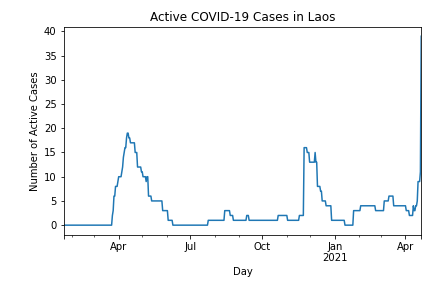 Active COVID-19 Cases in Laos
Number of Active Cases
40
35
30
25
20
15
10
5
0
Apr
Jul
Oct
Jan
2021
Apr
Day